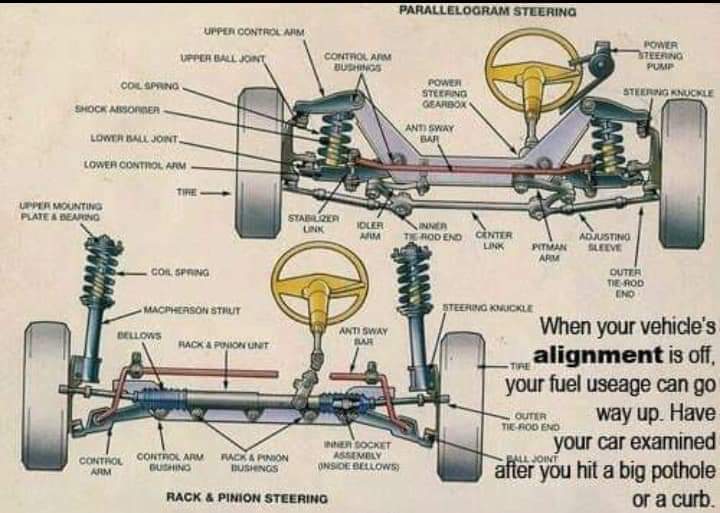 PARALLELOGRAM STEERING
UPPER CONTROL ARM
UPPER BALL JOINT
CONTROL ARM
BUSHINGS
POWER
STEERING
PUMP
COIL SPRING
POWER
STEERING
GEARBOX
STEERING KNUCKLE
SHOCK ABSORBER
ANTI SWAY
BAR
LOWER BALL JOINT
LOWER CONTROL ARM
TIRE
STABILIZER
LINK
IDLER
ARM
INNER
TIE-ROD END
CENTER
LINK
PITMAN
ARM
ADJUSTING
SLEEVE
OUTER
TIE-ROD
END
UPPER MOUNTING
PLATE & BEARING
COIL SPRING
MACPHERSON STRUT
STEERING KNUCKLE
BELLOWS
RACK & PINION UNIT
ANTI SWAY
BAR
TIRE
OUTER
TIE-ROD END
BALL JOINT
CONTROL
ARM
CONTROL ARM
BUSHING
RACK & PINION
BUSHINGS
INNER SOCKET
ASSEMBLY
(INSIDE BELLOWS)
RACK & PINION STEERING
When your vehicle's
alignment is off,
your fuel useage can go
way up. Have
your car examined
after you hit a big pothole
or a curb.